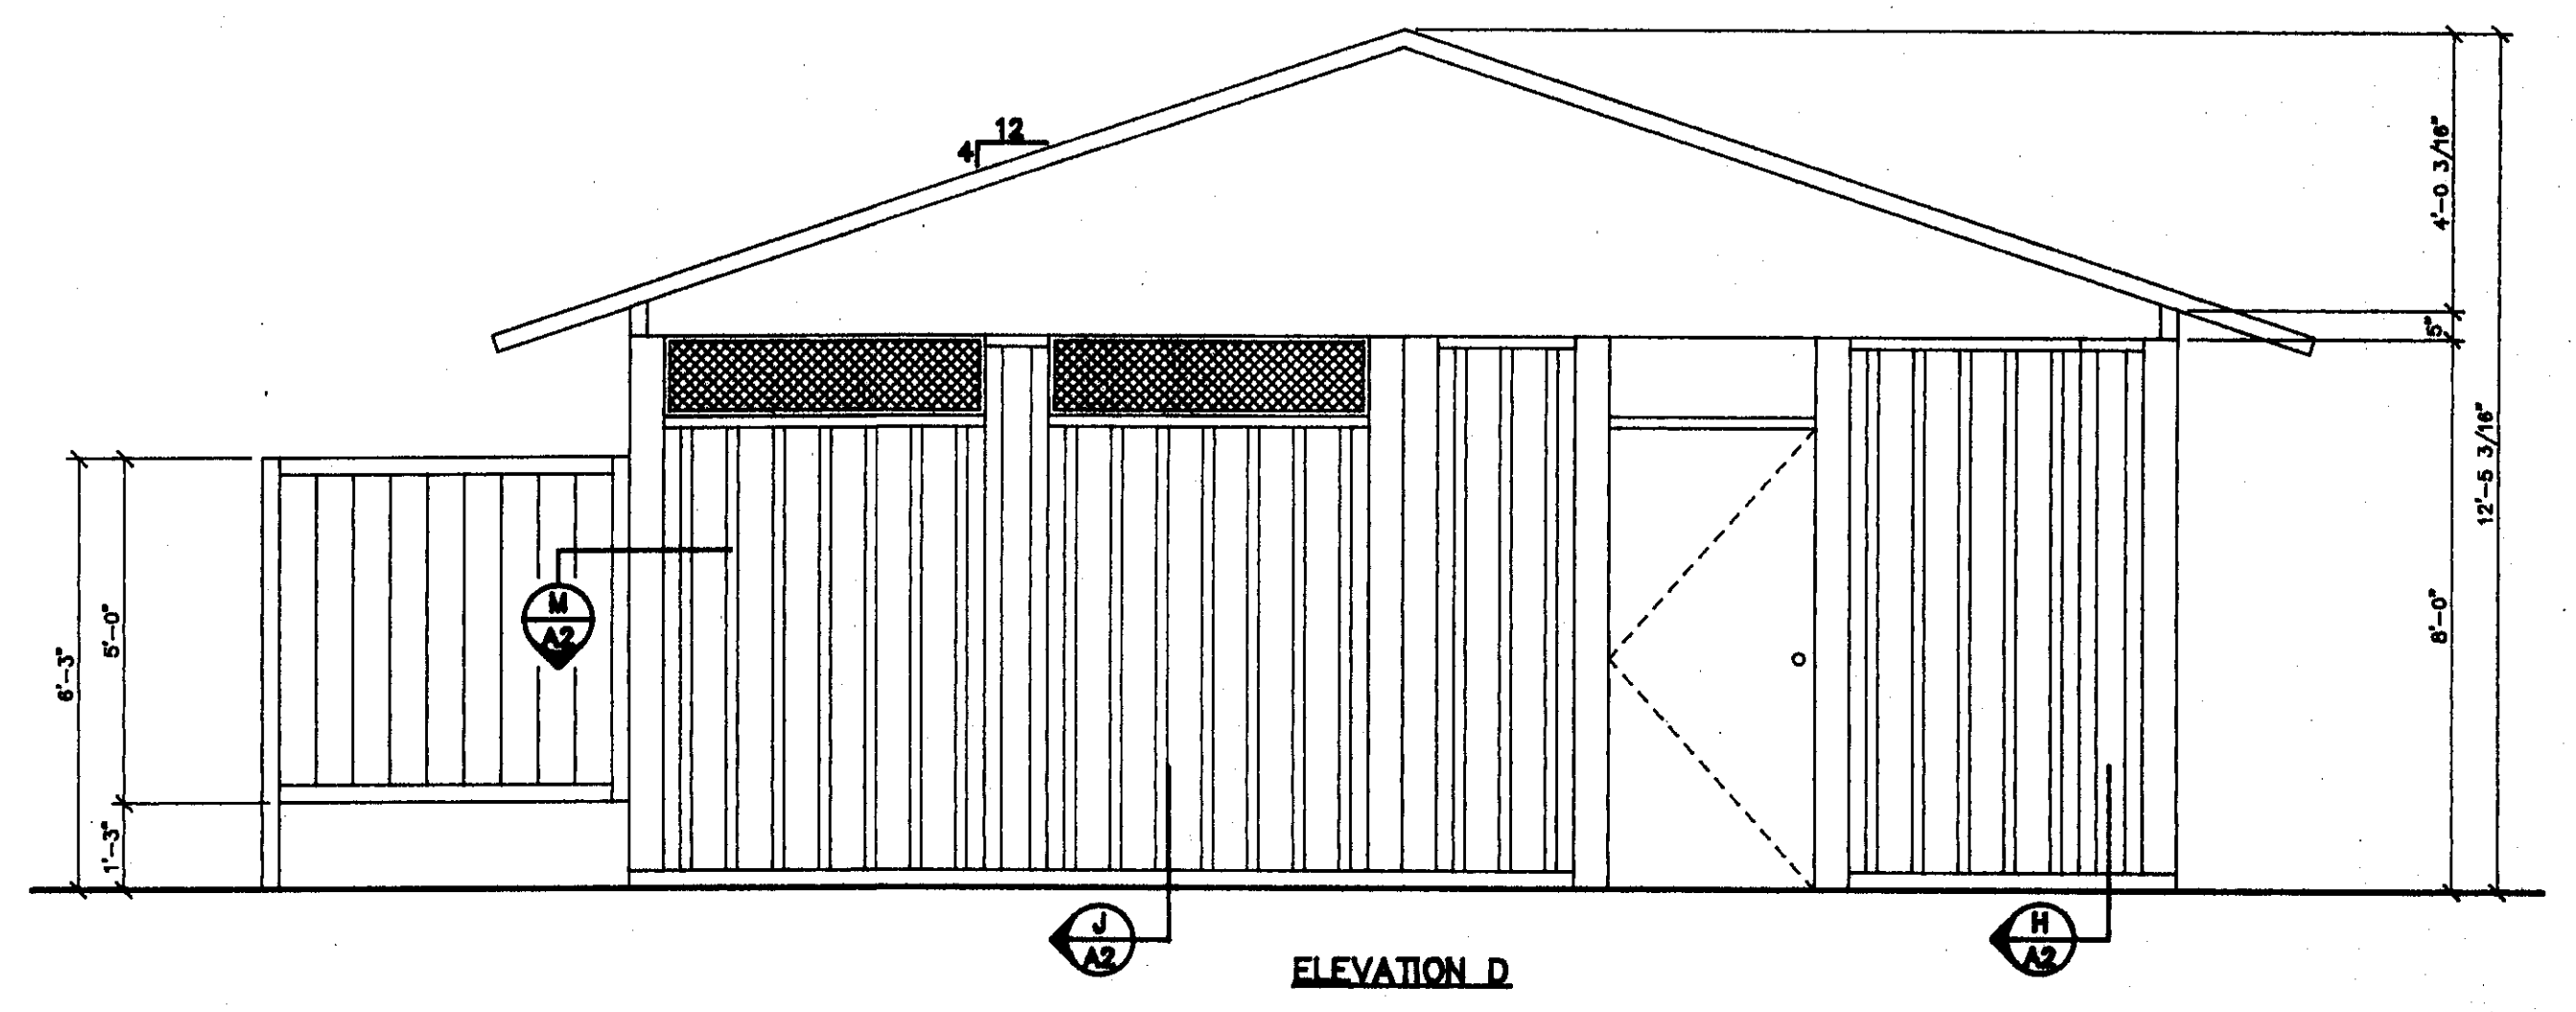 12
4
4'-0 3/16"
5"
12'-5 3/16"
8'-0"
6'-3"
5'-0"
1'-3"
M
A2
J
A2
H
A2
ELEVATION D